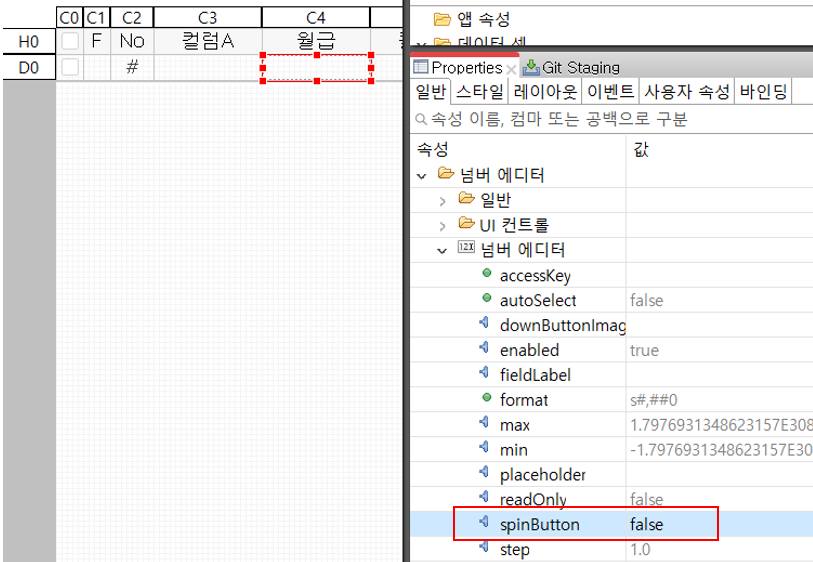 C0 C1 C2 C3 C4
H0 F No 컬럼A 월급
D0 #
앱 속성
데이터 셋
Properties Git Staging
일반 스타일 레이아웃 이벤트 사용자 속성 바인딩
속성 이름, 컴마 또는 공백으로 구분
속성 값
넘버 에디터
일반
UI 컨트롤
12X 넘버 에디터
accessKey
autoSelect false
downButtonImag
enabled true
fieldLabel
format s#,##0
max 1.7976931348623157E308
min -1.7976931348623157E30
placeholder
readOnly false
spinButton false
step 1.0